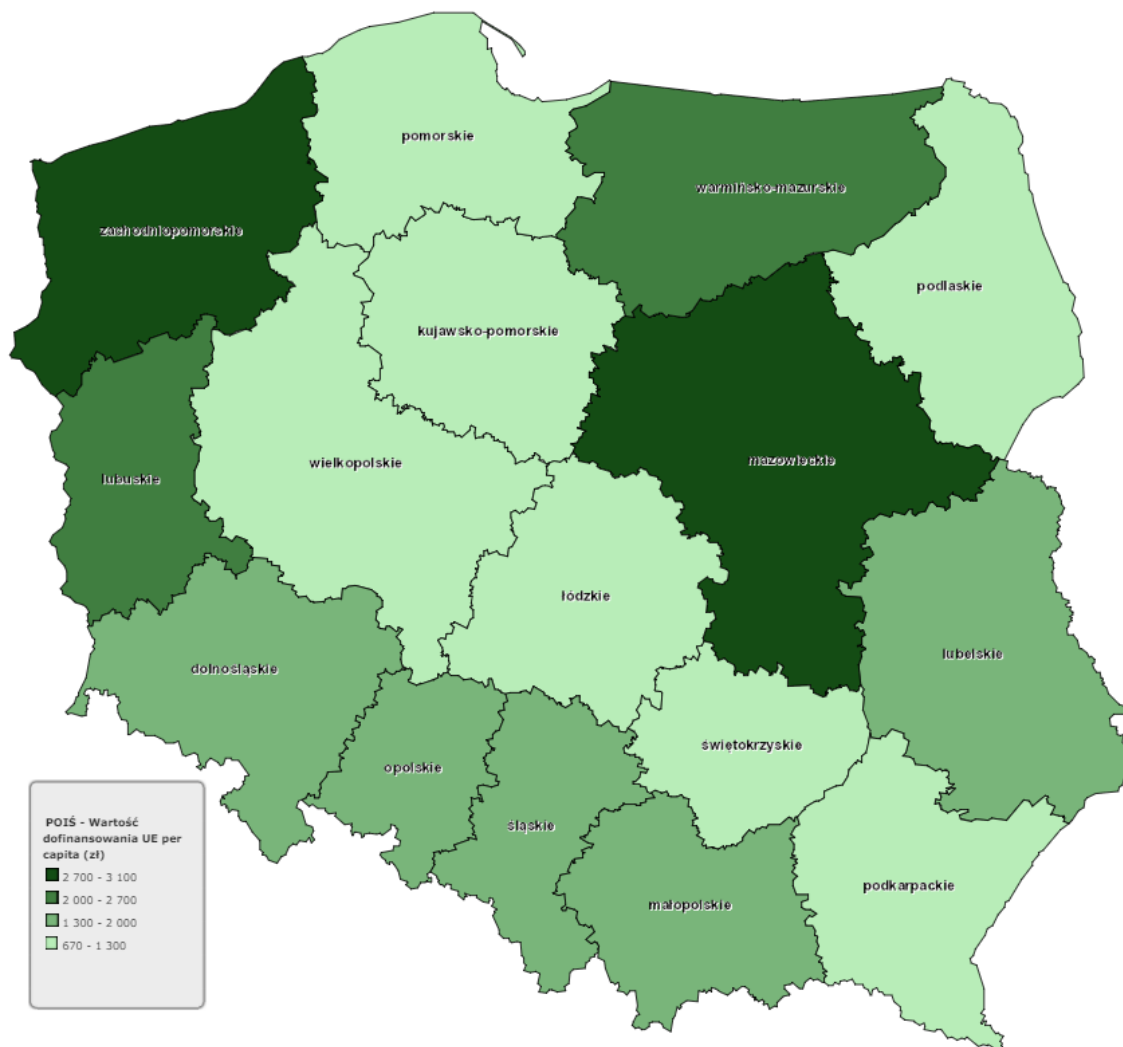 pomorskie
warmińsko-mazurskie
zachodniopomorskie
podlaskie
kujawsko-pomorskie
wielkopolskie
mazowieckie
lubuskie
łódzkie
lubelskie
dolnośląskie
świętokrzyskie
opolskie
śląskie
małopolskie
podkarpackie
POIŚ - Wartość
dofinansowania UE per
capita (zł)
2 700 - 3 100
2 000 - 2 700
1 300 - 2 000
670 - 1 300